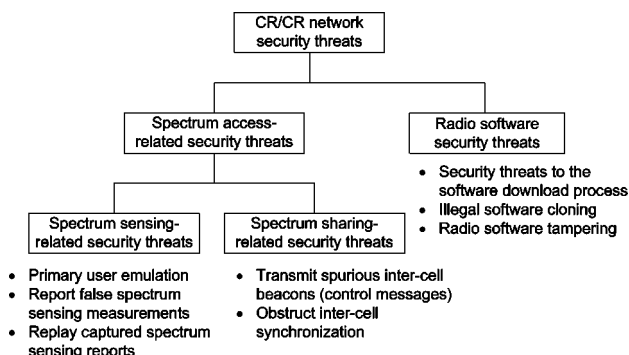 CR/CR network
security threats
Spectrum access-
related security threats
Radio software
security threats
• Security threats to the
software download process
• Illegal software cloning
• Radio software tampering
Spectrum sensing-
related security threats
Spectrum sharing-
related security threats
• Primary user emulation
• Report false spectrum
sensing measurements
• Replay captured spectrum
sensing reports
• Transmit spurious inter-cell
beacons (control messages)
• Obstruct inter-cell
synchronization